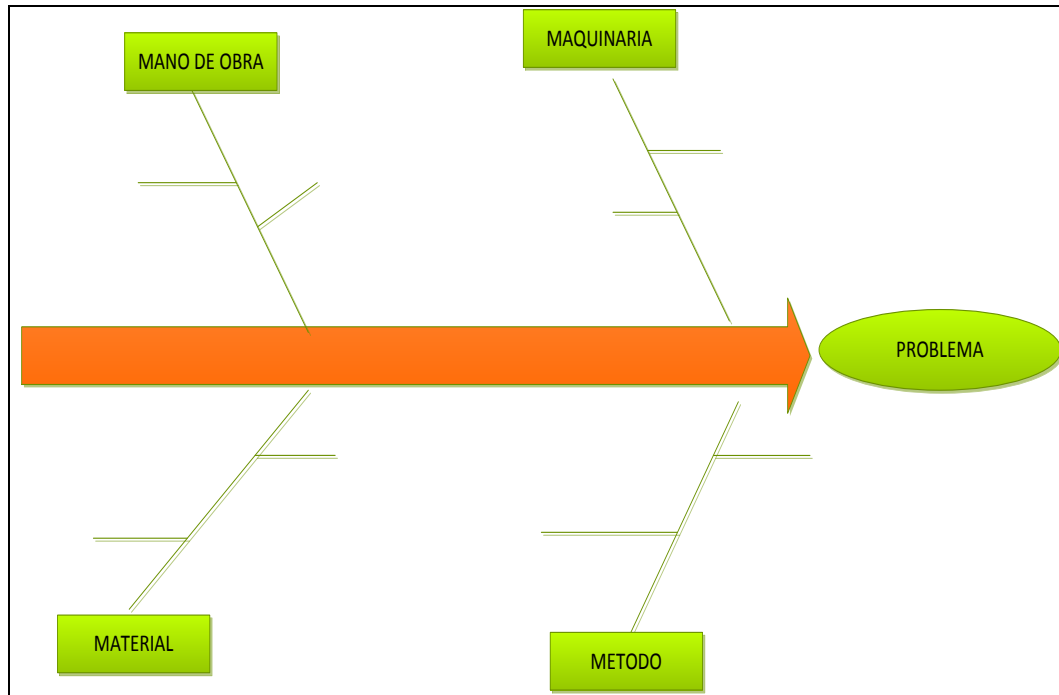 MANO DE OBRA
MAQUINARIA
PROBLEMA
MATERIAL
METODO